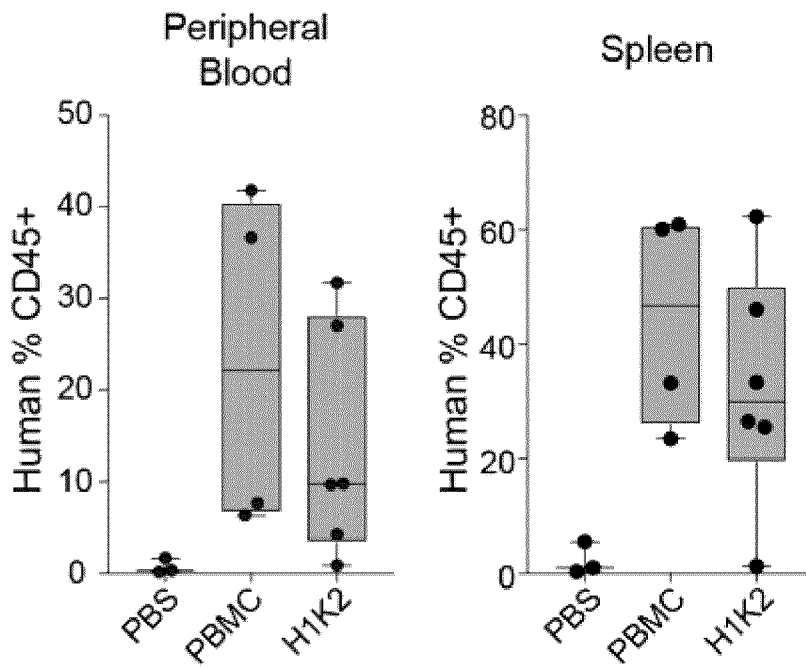 Peripheral
Blood
Human % CD45+
50
40
30
20
10
0
PBS
PBMC
H1K2
Spleen
Human % CD45+
80
60
40
20
0
PBS
PBMC
H1K2